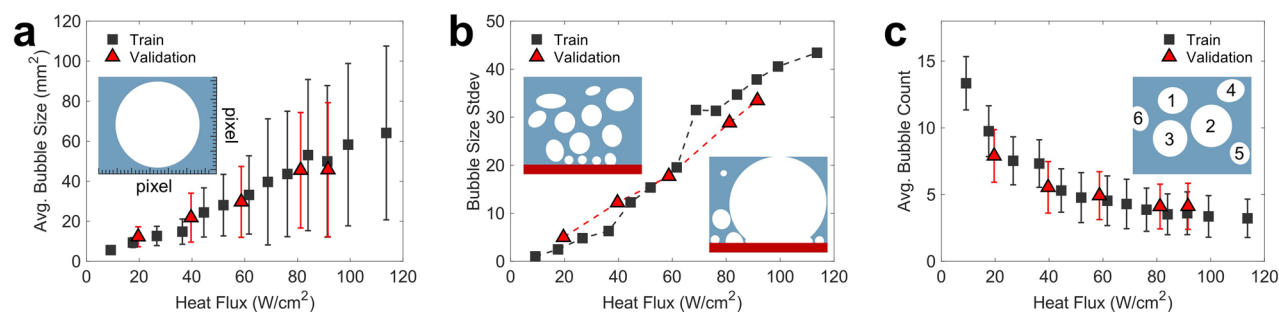 a
Avg. Bubble Size (mm²)
120
100
80
60
40
20
0
Train
Validation
pixel
pixel
0 20 40 60 80 100 120
Heat Flux (W/cm²)
b
Bubble Size Stdev
50
40
30
20
10
0
Train
Validation
0 20 40 60 80 100 120
Heat Flux (W/cm²)
c
Avg. Bubble Count
15
10
5
0
Train
Validation
1
2
3
4
5
6
0 20 40 60 80 100 120
Heat Flux (W/cm²)